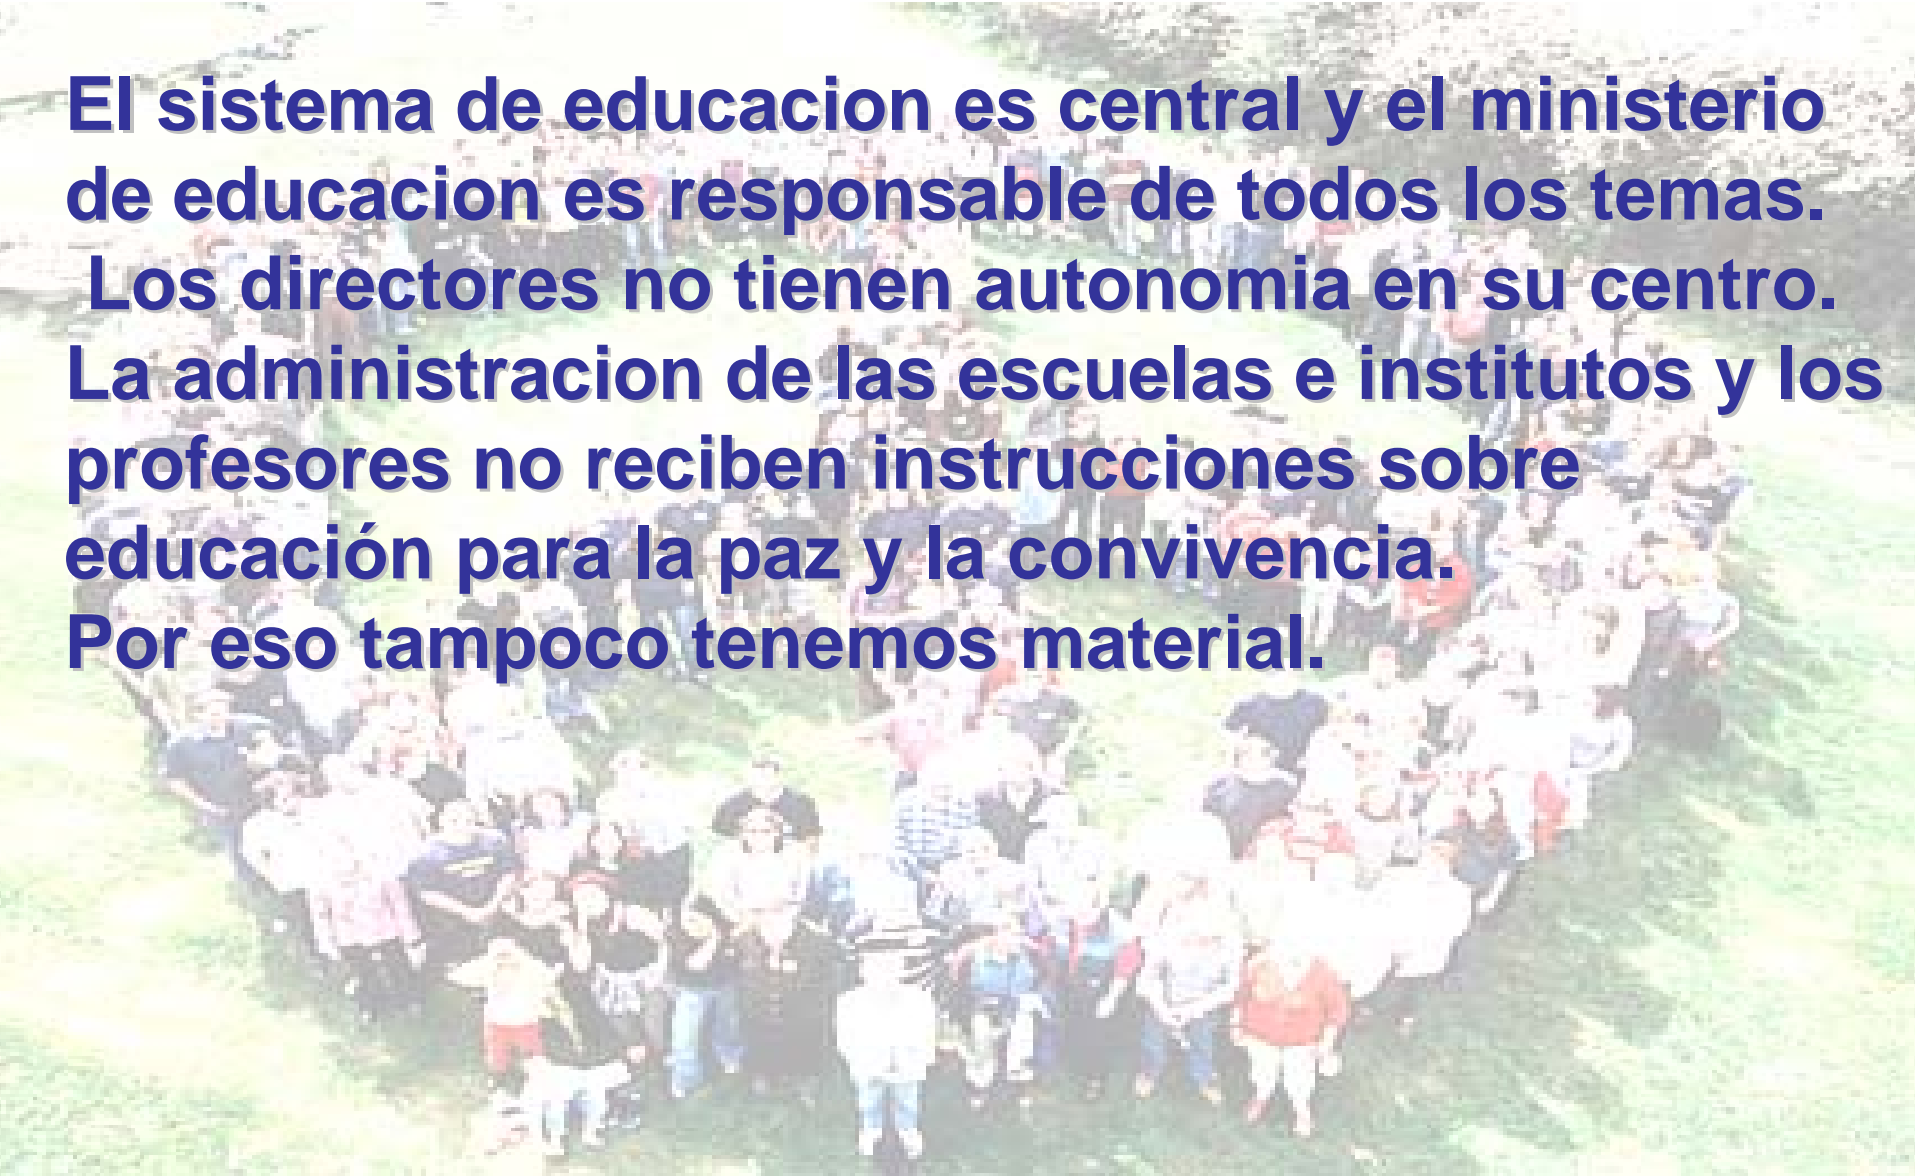 El sistema de educacion es central y el ministerio
de educacion es responsable de todos los temas.
Los directores no tienen autonomia en su centro.
La administracion de las escuelas e institutos y los
profesores no reciben instrucciones sobre
educación para la paz y la convivencia.
Por eso tampoco tenemos material.